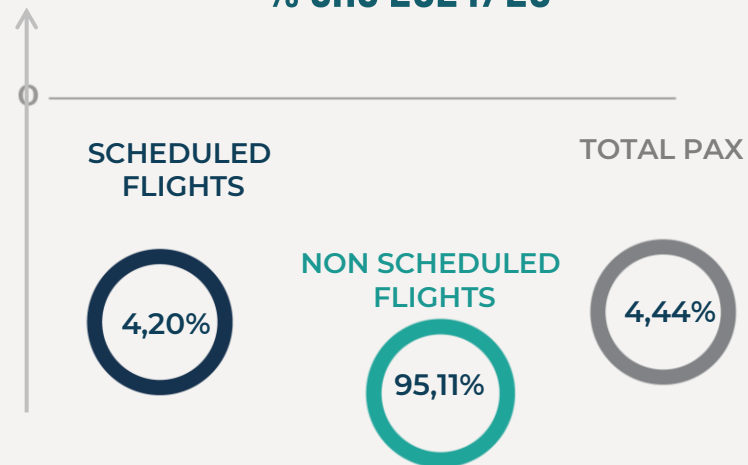 0
SCHEDULED
FLIGHTS
TOTAL PAX
NON SCHEDULED
FLIGHTS
4,20%
4,44%
95,11%